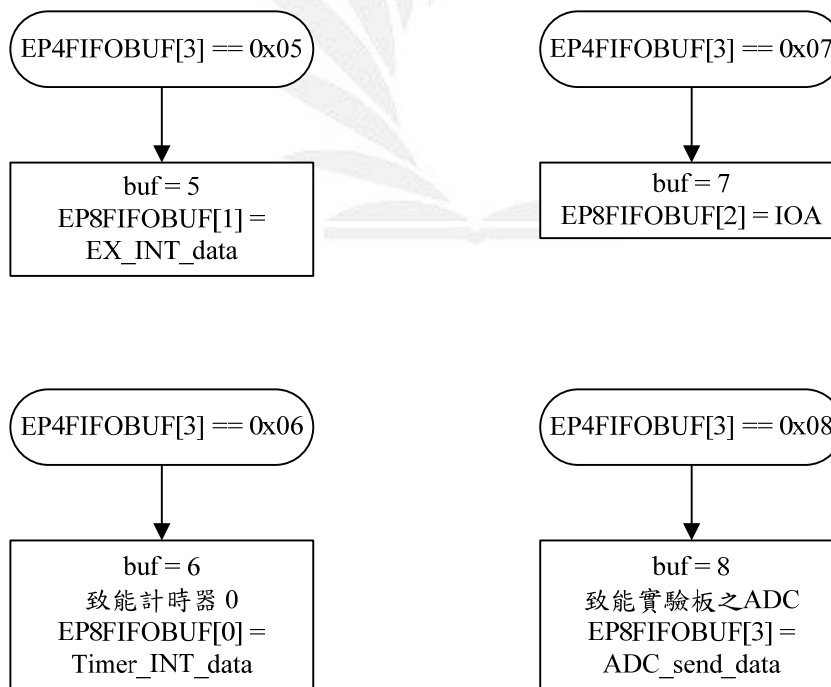 EP4FIFOBUF[3] == 0x05
buf = 5
EP8FIFOBUF[1] =
EX_INT_data
EP4FIFOBUF[3] == 0x07
buf = 7
EP8FIFOBUF[2] = IOA
EP4FIFOBUF[3] == 0x06
buf = 6
致能計時器 0
EP8FIFOBUF[0] =
Timer_INT_data
EP4FIFOBUF[3] == 0x08
buf = 8
致能實驗板之ADC
EP8FIFOBUF[3] =
ADC_send_data